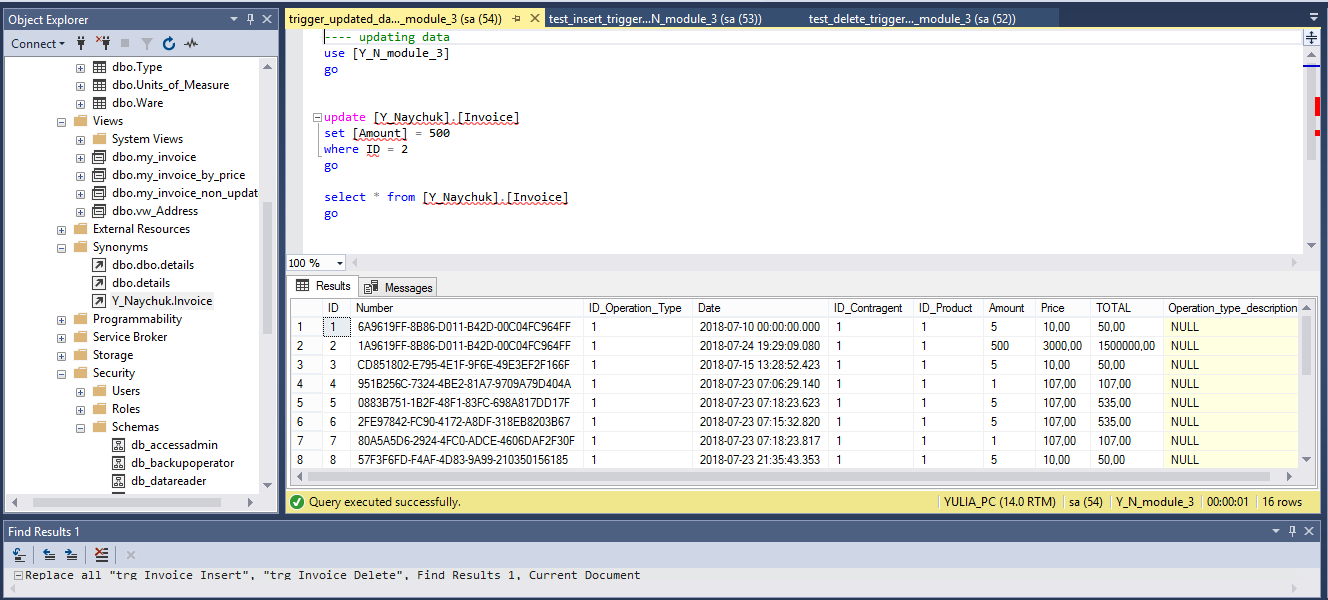 Object Explorer
Connect
dbo.Type
dbo.Units_of_Measure
dbo.Ware
Views
System Views
dbo.my_invoice
dbo.my_invoice_by_price
dbo.my_invoice_non_updat
dbo.vw_Address
External Resources
Synonyms
dbo.dbo.details
dbo.details
Y_Naychuk.Invoice
Programmability
Service Broker
Storage
Security
Users
Roles
Schemas
db_accessadmin
db_backupoperator
db_datareader
trigger_updated_da..._module_3 (sa (54)) test_insert_trigger...N_module_3 (sa (53)) test_delete_trigger..._module_3 (sa (52))
---- updating data
use [Y_N_module_3]
go
update [Y_Naychuk].[Invoice]
set [Amount] = 500
where ID = 2
go
select * from [Y_Naychuk].[Invoice]
go
100 %
Results Messages
ID Number ID_Operation_Type Date ID_Contragent ID_Product Amount Price TOTAL Operation_type_description
1 1 6A9619FF-8B86-D011-B42D-00C04FC964FF 1 2018-07-10 00:00:00.000 1 1 5 10,00 50,00 NULL
2 2 1A9619FF-8B86-D011-B42D-00C04FC964FF 1 2018-07-24 19:29:09.080 1 1 500 3000,00 1500000,00 NULL
3 3 CD851802-E795-4E1F-9F6E-49E3EF2F166F 1 2018-07-15 13:28:52.423 1 1 5 10,00 50,00 NULL
4 4 951B256C-7324-4BE2-81A7-9709A79D404A 1 2018-07-23 07:06:29.140 1 1 1 107,00 107,00 NULL
5 5 0883B751-1B2F-48F1-83FC-698A817DD17F 1 2018-07-23 07:18:23.623 1 1 5 107,00 535,00 NULL
6 6 2FE97842-FC90-4172-A8DF-318EB8203B67 1 2018-07-23 07:15:32.820 1 1 5 107,00 535,00 NULL
7 7 80A5A5D6-2924-4FC0-ADCE-4606DAF2F30F 1 2018-07-23 07:18:23.817 1 1 1 107,00 107,00 NULL
8 8 57F3F6FD-F4AF-4D83-9A99-210350156185 1 2018-07-23 21:35:43.353 1 1 5 10,00 50,00 NULL
Query executed successfully. YULIA_PC (14.0 RTM) sa (54) Y_N_module_3 00:00:01 16 rows
Find Results 1
Replace all "trg_Invoice_Insert", "trg_Invoice_Delete", Find Results 1, Current Document